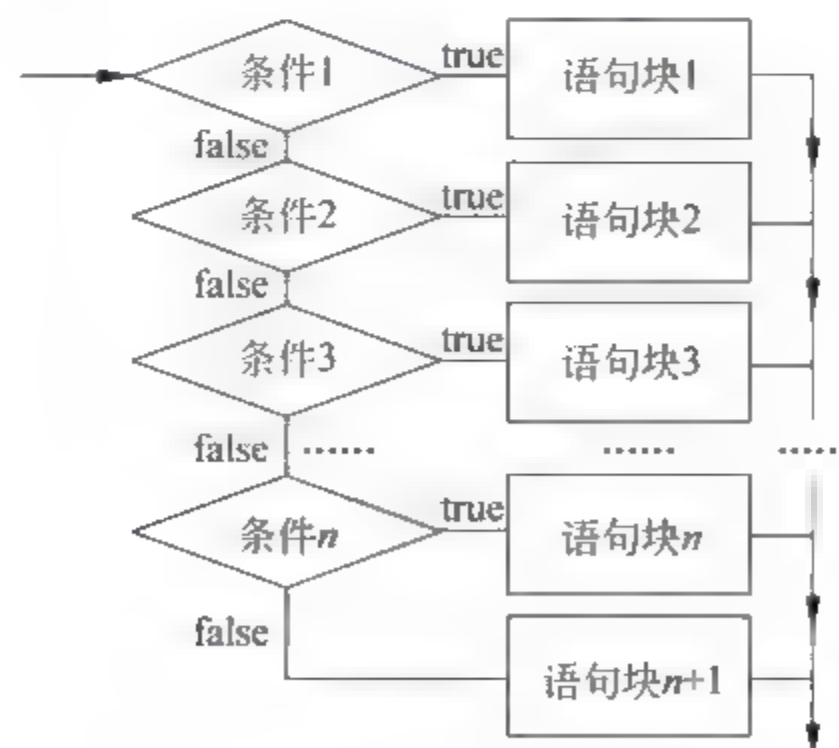 条件1 true 语句块1
false
条件2 true 语句块2
false
条件3 true 语句块3
false …… …… ……
条件n true 语句块n
false
语句块n+1